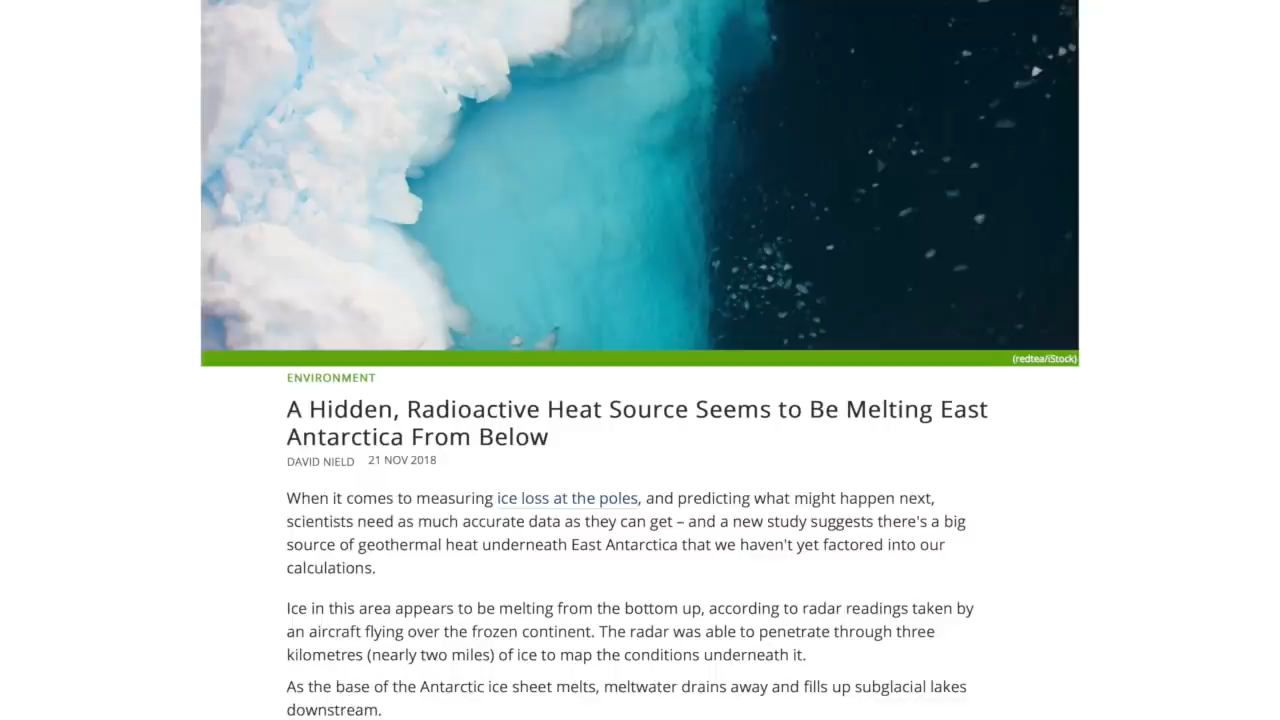 (redtea/iStock)
ENVIRONMENT
A Hidden, Radioactive Heat Source Seems to Be Melting East
Antarctica From Below
DAVID NIELD 21 NOV 2018
When it comes to measuring ice loss at the poles, and predicting what might happen next,
scientists need as much accurate data as they can get – and a new study suggests there's a big
source of geothermal heat underneath East Antarctica that we haven't yet factored into our
calculations.
Ice in this area appears to be melting from the bottom up, according to radar readings taken by
an aircraft flying over the frozen continent. The radar was able to penetrate through three
kilometres (nearly two miles) of ice to map the conditions underneath it.
As the base of the Antarctic ice sheet melts, meltwater drains away and fills up subglacial lakes
downstream.